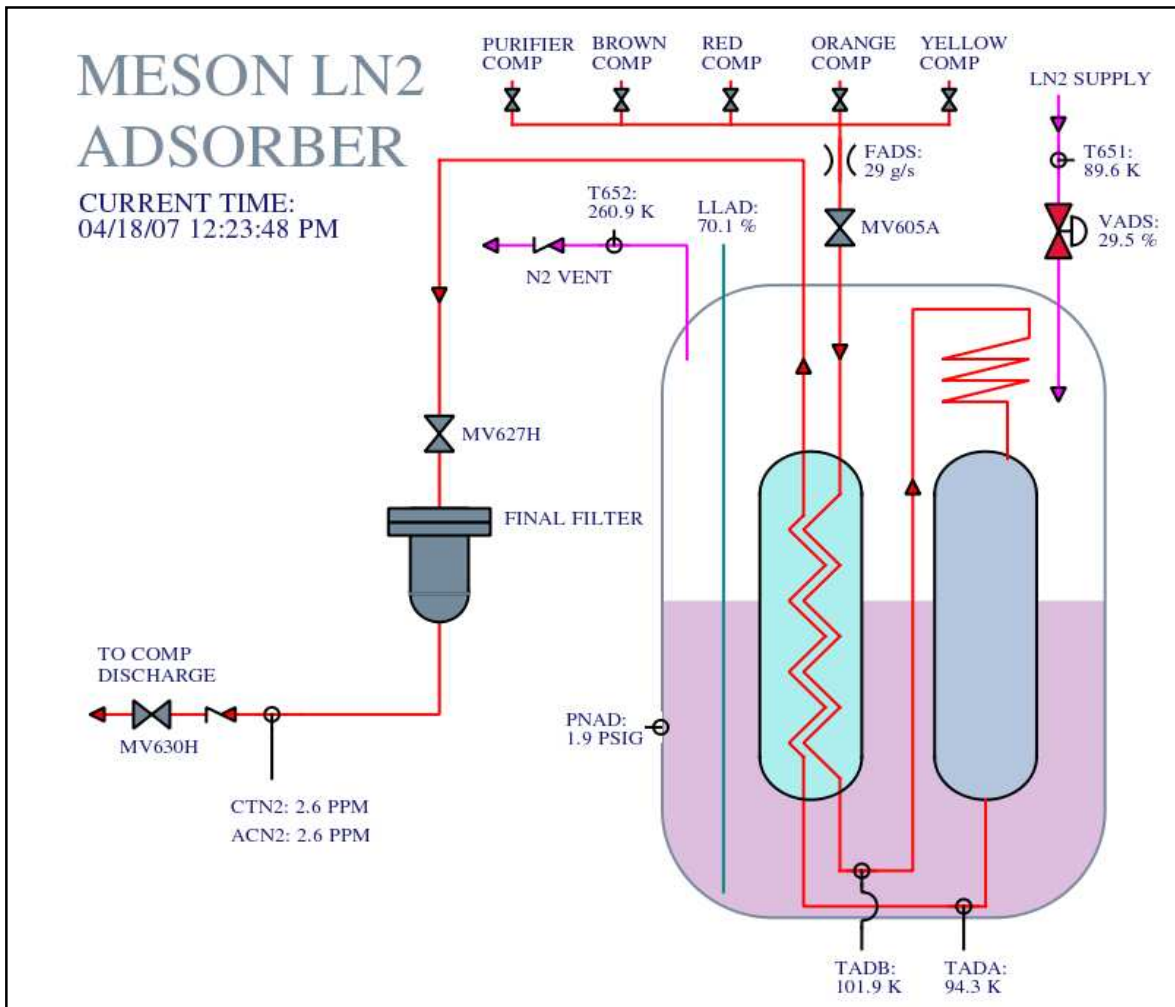 MESON LN2
ADSORBER
CURRENT TIME:
04/18/07 12:23:48 PM
PURIFIER
COMP
BROWN
COMP
RED
COMP
ORANGE
COMP
YELLOW
COMP
LN2 SUPPLY
FADS:
29 g/s
T651:
89.6 K
T652:
260.9 K
LLAD:
70.1 %
MV605A
VADS:
29.5 %
N2 VENT
MV627H
FINAL FILTER
TO COMP
DISCHARGE
MV630H
PNAD:
1.9 PSIG
CTN2: 2.6 PPM
ACN2: 2.6 PPM
TADB:
101.9 K
TADA:
94.3 K